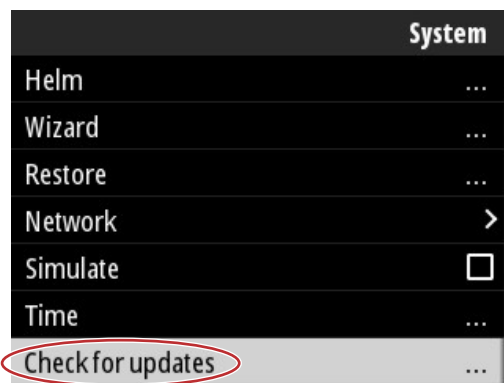 System
Helm ...
Wizard ...
Restore ...
Network >
Simulate
Time ...
Check for updates ...